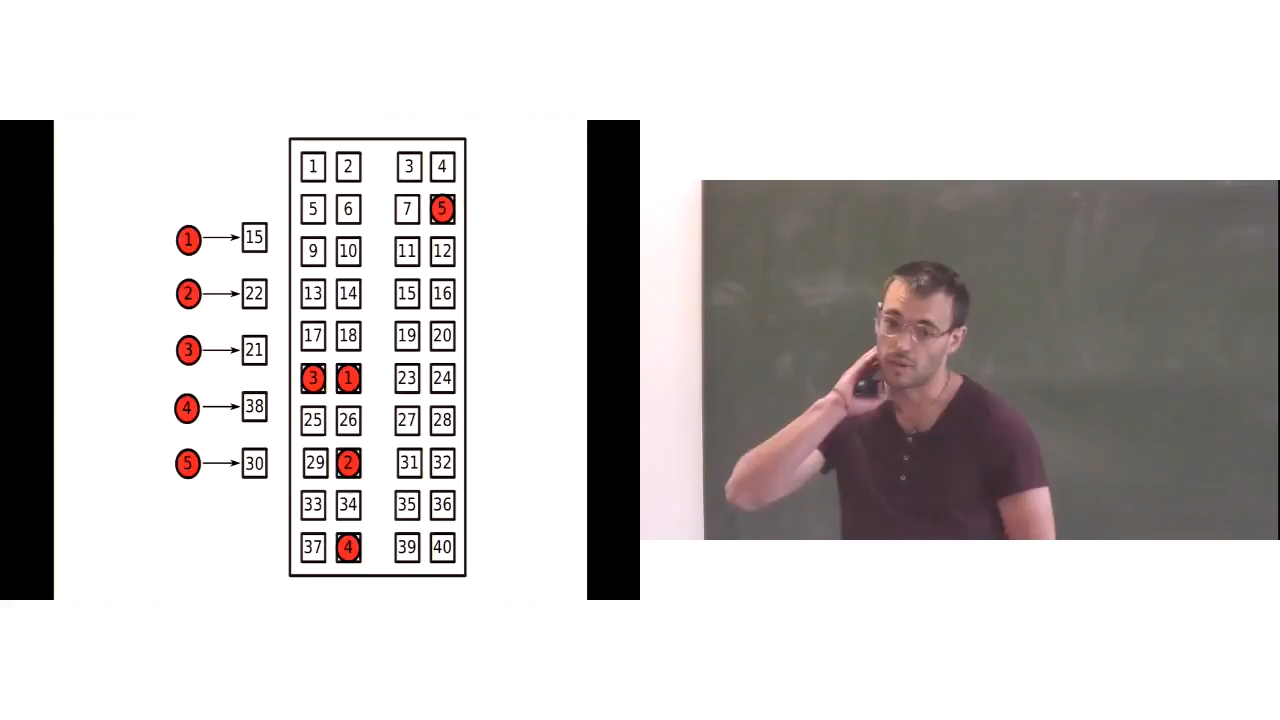 1 15
2 22
3 21
4 38
5 30
1 2 3 4
5 6 7 5
9 10 11 12
13 14 15 16
17 18 19 20
3 1 23 24
25 26 27 28
29 2 31 32
33 34 35 36
37 4 39 40